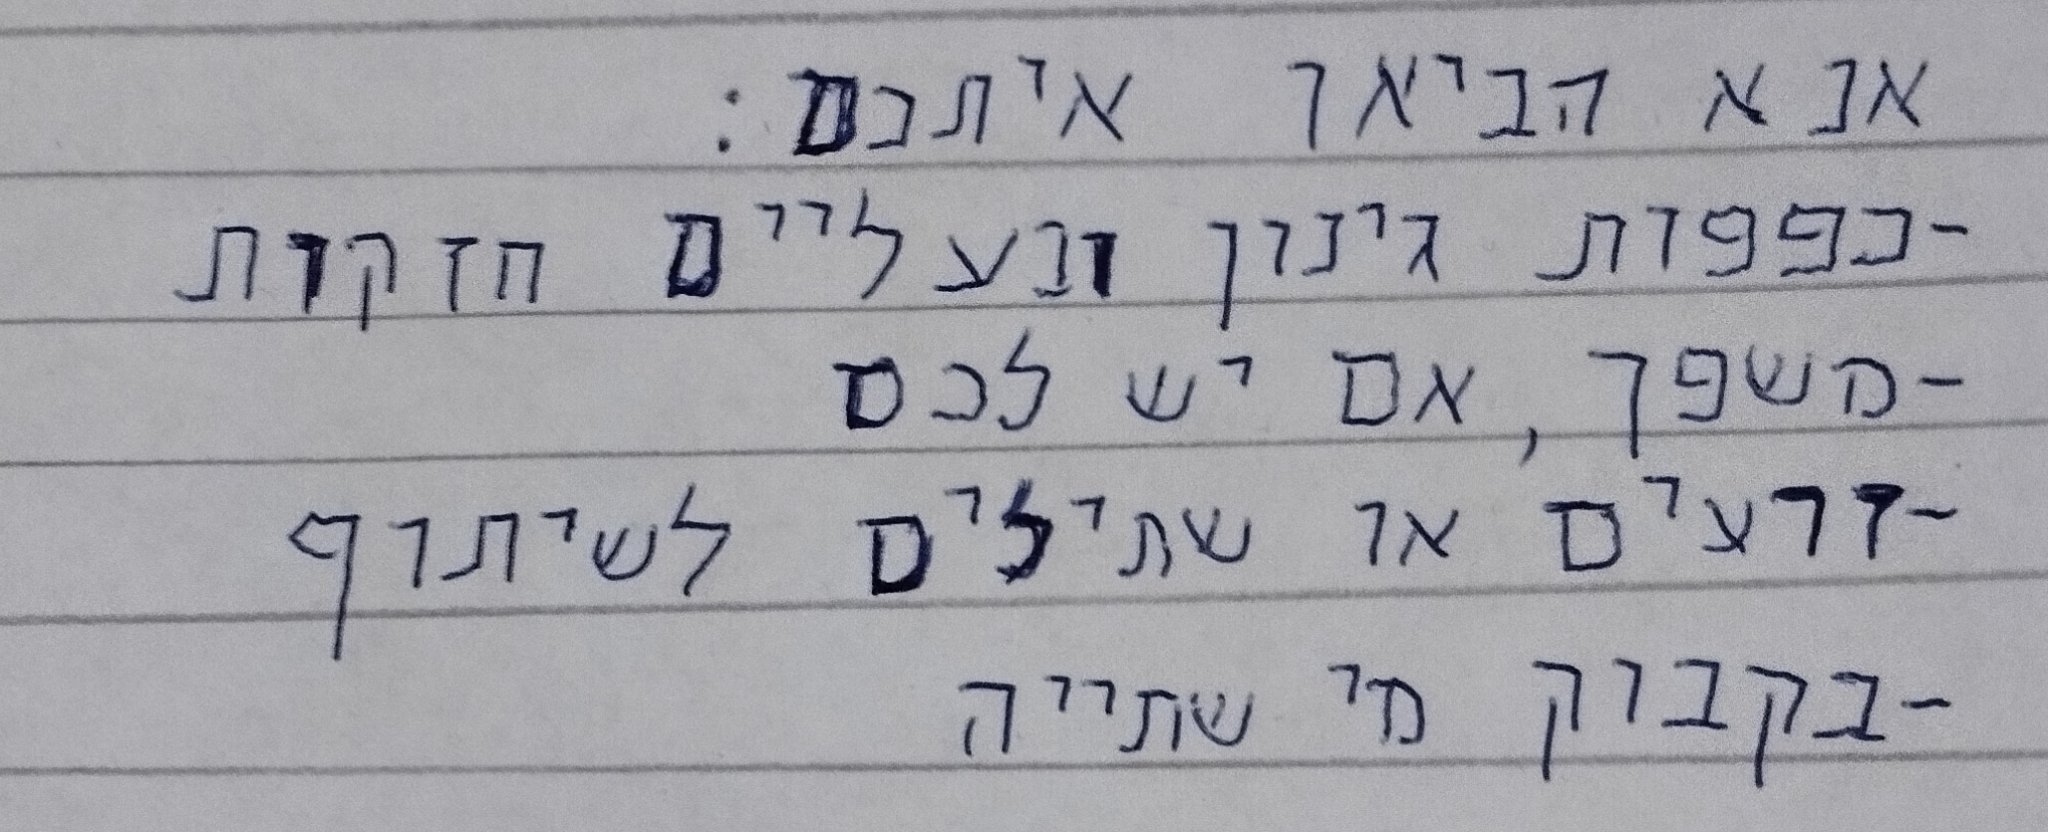 אנא הביאו איתכם:
-כפפות גינון ונעליים חזקות
-משפך, אם יש לכם
-זרעים או שתילים לשיתוף
-בקבוק מי שתייה